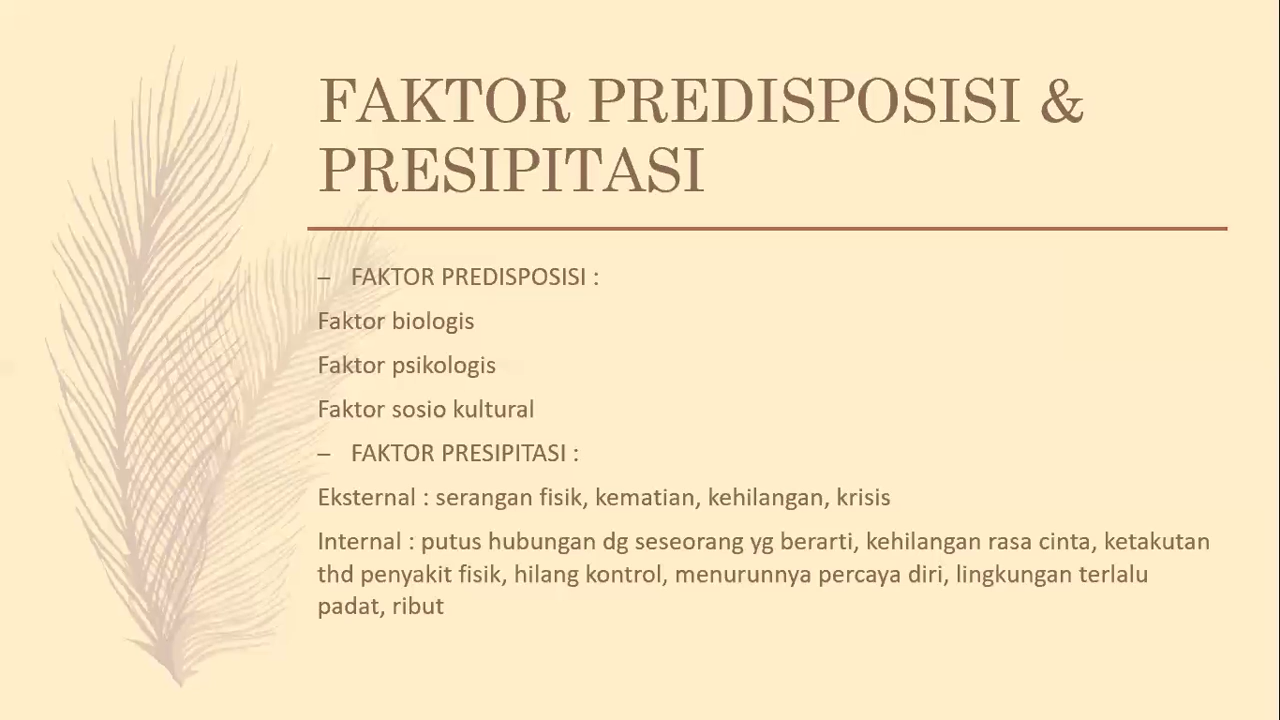 FAKTOR PREDISPOSISI &
PRESIPITASI
– FAKTOR PREDISPOSISI :
Faktor biologis
Faktor psikologis
Faktor sosio kultural
– FAKTOR PRESIPITASI :
Eksternal : serangan fisik, kematian, kehilangan, krisis
Internal : putus hubungan dg seseorang yg berarti, kehilangan rasa cinta, ketakutan
thd penyakit fisik, hilang kontrol, menurunnya percaya diri, lingkungan terlalu
padat, ribut